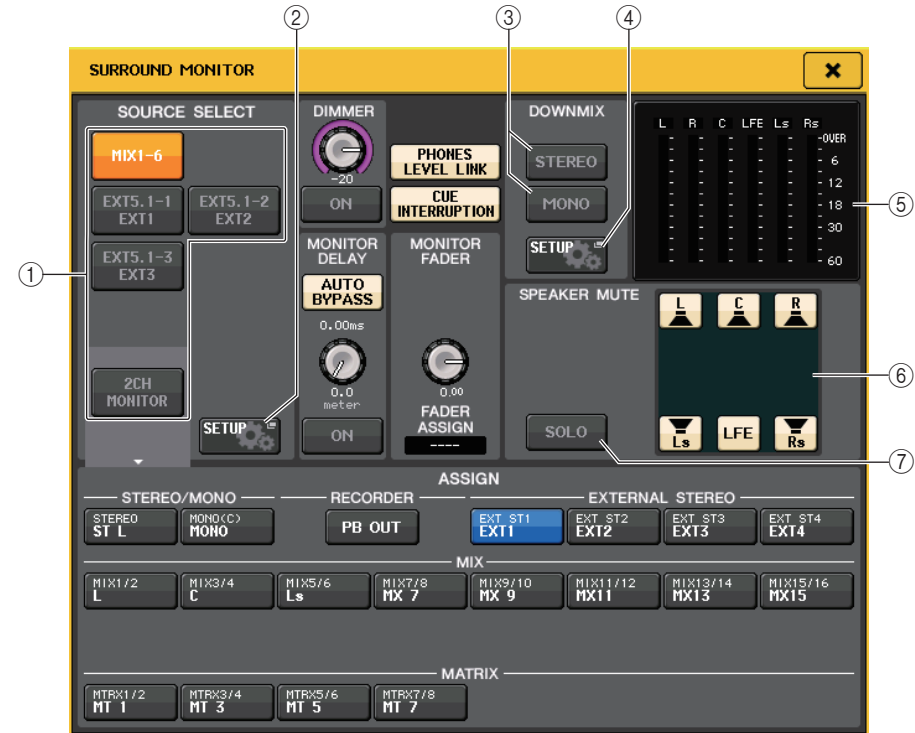 ② ③ ④
SURROUND MONITOR ×
SOURCE SELECT
MIX1-6
EXT5.1-1
EXT1
EXT5.1-2
EXT2
EXT5.1-3
EXT3
①
2CH
MONITOR
SETUP
DIMMER
-20
ON
PHONES
LEVEL LINK
CUE
INTERRUPTION
MONITOR
DELAY
AUTO
BYPASS
0.00ms
0.0
meter
ON
MONITOR
FADER
0.00
FADER
ASSIGN
----
DOWNMIX
STEREO
MONO
SETUP
L R C LFE Ls Rs
OVER
6
12
18
30
60
⑤
SPEAKER MUTE
L C R
Ls LFE Rs
⑥
SOLO
⑦
ASSIGN
STEREO/MONO RECORDER EXTERNAL STEREO
STEREO
ST L
MONO(C)
MONO
PB OUT
EXT ST1
EXT1
EXT ST2
EXT2
EXT ST3
EXT3
EXT ST4
EXT4
MIX
MIX1/2
L
MIX3/4
C
MIX5/6
Ls
MIX7/8
MX 7
MIX9/10
MX 9
MIX11/12
MX11
MIX13/14
MX13
MIX15/16
MX15
MATRIX
MTRX1/2
MT 1
MTRX3/4
MT 3
MTRX5/6
MT 5
MTRX7/8
MT 7